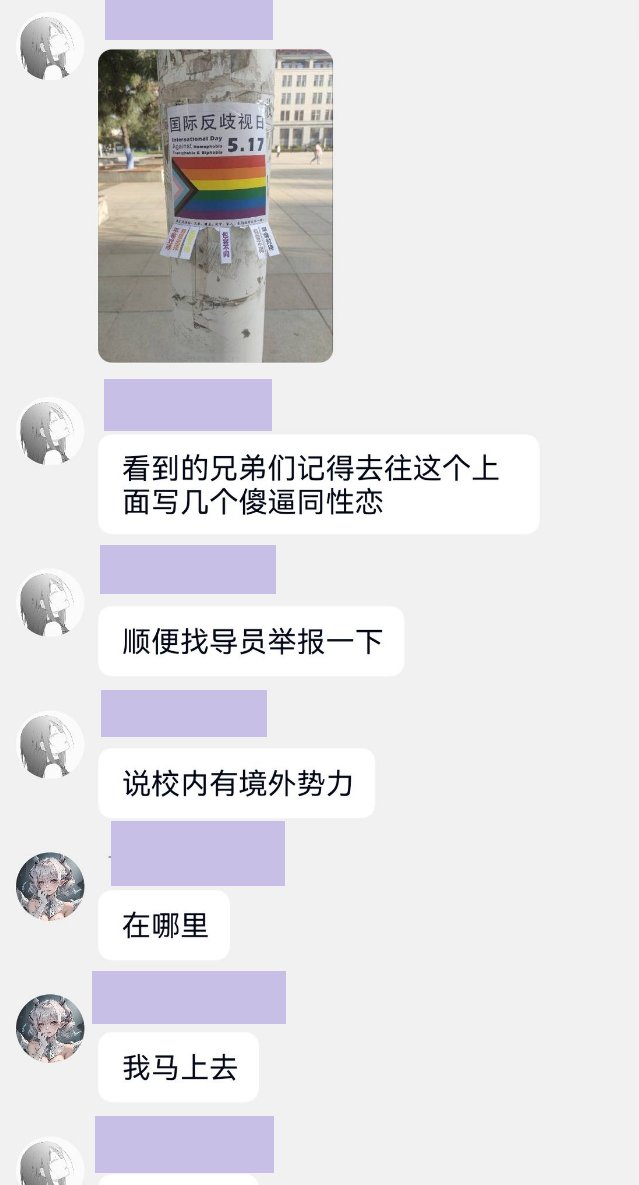 国际反歧视日
International Day
Against Homophobia
Transphobia & Biphobia
5.17
看到的兄弟们记得去往这个上
面写几个傻逼同性恋
顺便找导员举报一下
说校内有境外势力
在哪里
我马上去